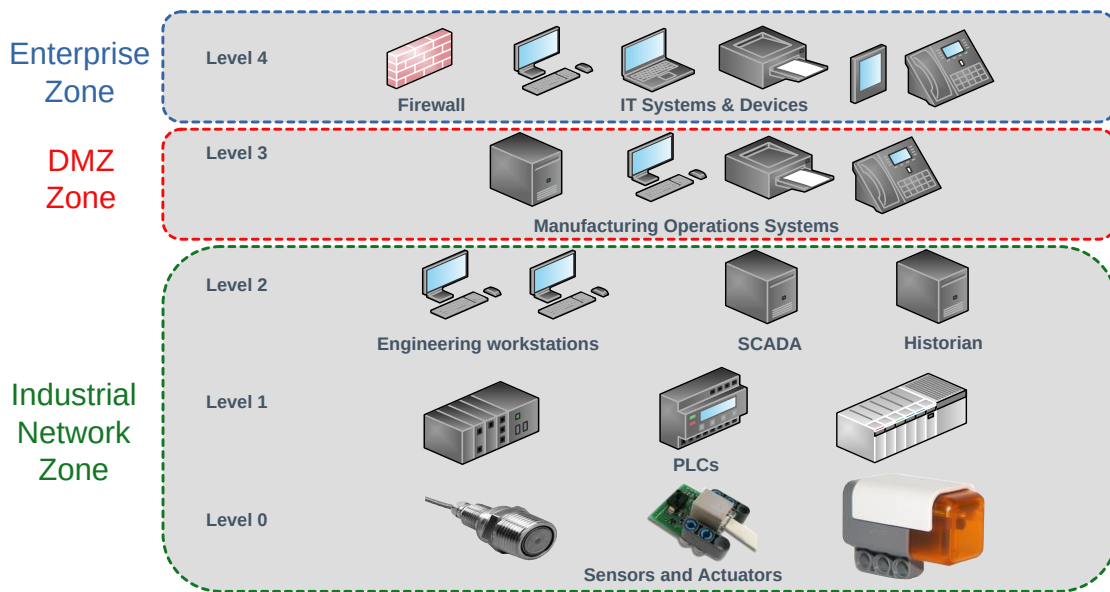 Enterprise
Zone
Level 4
Firewall
IT Systems & Devices
DMZ
Zone
Level 3
Manufacturing Operations Systems
Industrial
Network
Zone
Level 2
Engineering workstations
SCADA
Historian
Level 1
PLCs
Level 0
Sensors and Actuators